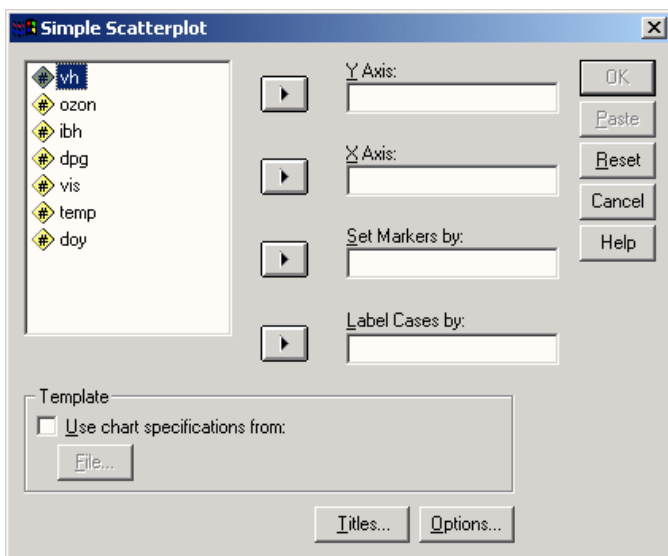 Simple Scatterplot
# vh
# ozon
# ibh
# dpg
# vis
# temp
# doy
Y Axis:
X Axis:
Set Markers by:
Label Cases by:
OK
Paste
Reset
Cancel
Help
Template
Use chart specifications from:
File...
Titles...
Options...